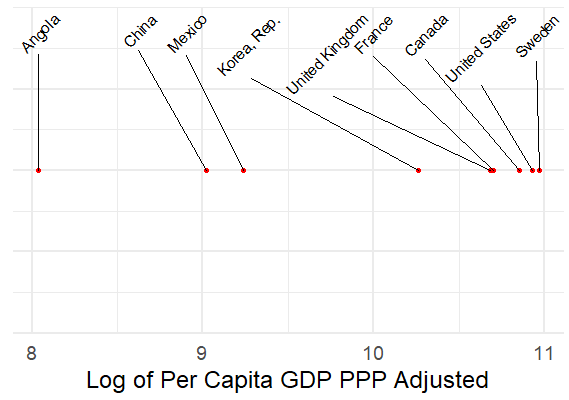 Angola
China
Mexico
Korea, Rep.
United Kingdom
France
Canada
United States
Sweden
8 9 10 11
Log of Per Capita GDP PPP Adjusted